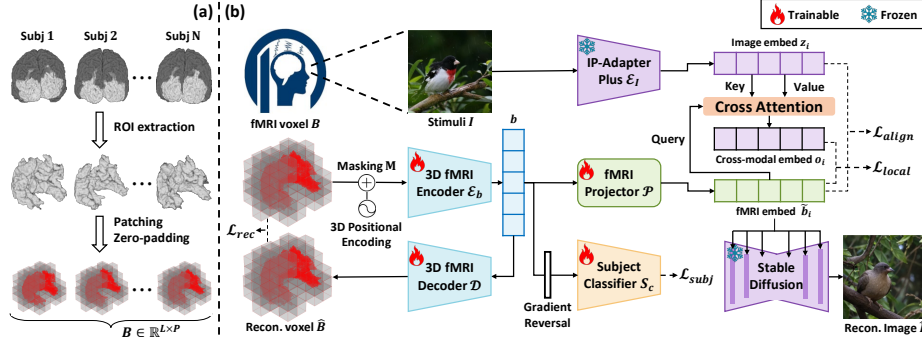 (a)
Subj 1 Subj 2 Subj N
ROI extraction
Patching
Zero-padding
B ∈ ℝ^{L×P}
(b)
Trainable
Frozen
fMRI voxel B
Stimuli I
IP-Adapter
Plus ℰ_I
Image embed z_i
Key Value
Cross Attention
Query
Cross-modal embed o_i
ℒ_align
ℒ_local
b
Masking M
3D Positional
Encoding
3D fMRI
Encoder ℰ_b
fMRI
Projector 𝒫
fMRI embed b̃_i
ℒ_rec
Recon. voxel B̂
3D fMRI
Decoder 𝒟
Gradient
Reversal
Subject
Classifier S_c
ℒ_subj
Stable
Diffusion
Recon. Image